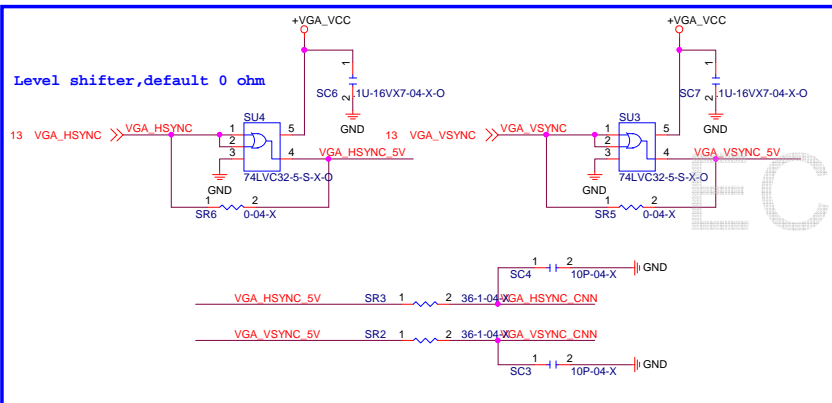 +VGA_VCC
+VGA_VCC
Level shifter,default 0 ohm
1
SC6
2
.1U-16VX7-04-X-O
GND
1
SC7
2
.1U-16VX7-04-X-O
GND
13 VGA_HSYNC
VGA_HSYNC
SU4
1
2
3
5
4
VGA_HSYNC_5V
74LVC32-5-S-X-O
GND
1
2
SR6
0-04-X
13 VGA_VSYNC
VGA_VSYNC
SU3
1
2
3
5
4
VGA_VSYNC_5V
74LVC32-5-S-X-O
GND
1
2
SR5
0-04-X
EC
1
2
SC4
10P-04-X
GND
VGA_HSYNC_5V
SR3
1
2
36-1-04-X
VGA_HSYNC_CNN
VGA_VSYNC_5V
SR2
1
2
36-1-04-X
VGA_VSYNC_CNN
1
2
SC3
10P-04-X
GND